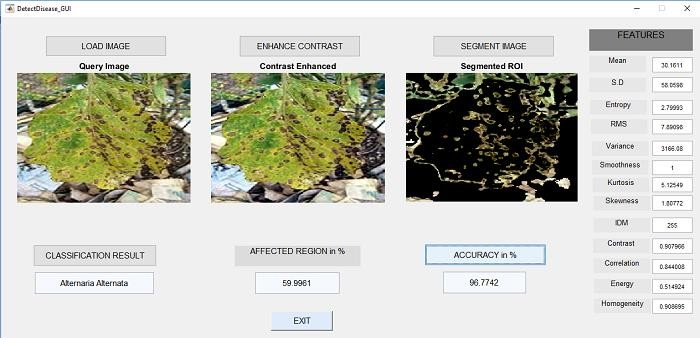 DetectDisease_GUI
LOAD IMAGE
ENHANCE CONTRAST
SEGMENT IMAGE
FEATURES
Query Image
Contrast Enhanced
Segmented ROI
Mean 30.1611
S.D 58.0598
Entropy 2.79993
RMS 7.89098
Variance 3166.08
Smoothness 1
Kurtosis 5.12549
Skewness 1.80772
IDM 255
Contrast 0.907966
Correlation 0.844008
Energy 0.514924
Homogeneity 0.908695
CLASSIFICATION RESULT
AFFECTED REGION in %
ACCURACY in %
Alternaria Alternata
59.9961
96.7742
EXIT